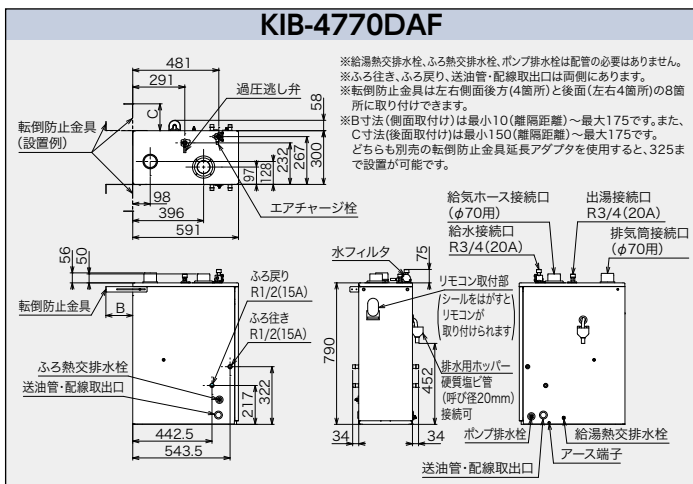 KIB-4770DAF
※給湯熱交排水栓、ふろ熱交排水栓、ポンプ排水栓は配管の必要はありません。
※ふろ往き、ふろ戻り、送油管・配線取出口は両側にあります。
※転倒防止金具は左右側面後方(4箇所)と後面(左右4箇所)の8箇
所に取り付けできます。
※B寸法(側面取付け)は最小10(離隔距離)～最大175です。また、
C寸法(後面取付け)は最小150(離隔距離)～最大175です。
どちらも別売の転倒防止金具延長アダプタを使用すると、325ま
で設置が可能です。
481
291
過圧逃し弁
C
58
転倒防止金具
(設置例)
97
128
232
267
300
98
396
591
エアチャージ栓
56
50
転倒防止金具
B
ふろ戻り
R1/2(15A)
ふろ往き
R1/2(15A)
ふろ熱交排水栓
送油管・配線取出口
217
322
442.5
543.5
水フィルタ
75
リモコン取付部
(シールをはがすと
リモコンが
取り付けられます)
790
452
排水用ホッパー
硬質塩ビ管
(呼び径20mm)
接続可
34
34
給気ホース接続口
(φ70用)
給水接続口
R3/4(20A)
出湯接続口
R3/4(20A)
排気筒接続口
(φ70用)
ポンプ排水栓
給湯熱交排水栓
アース端子
送油管・配線取出口